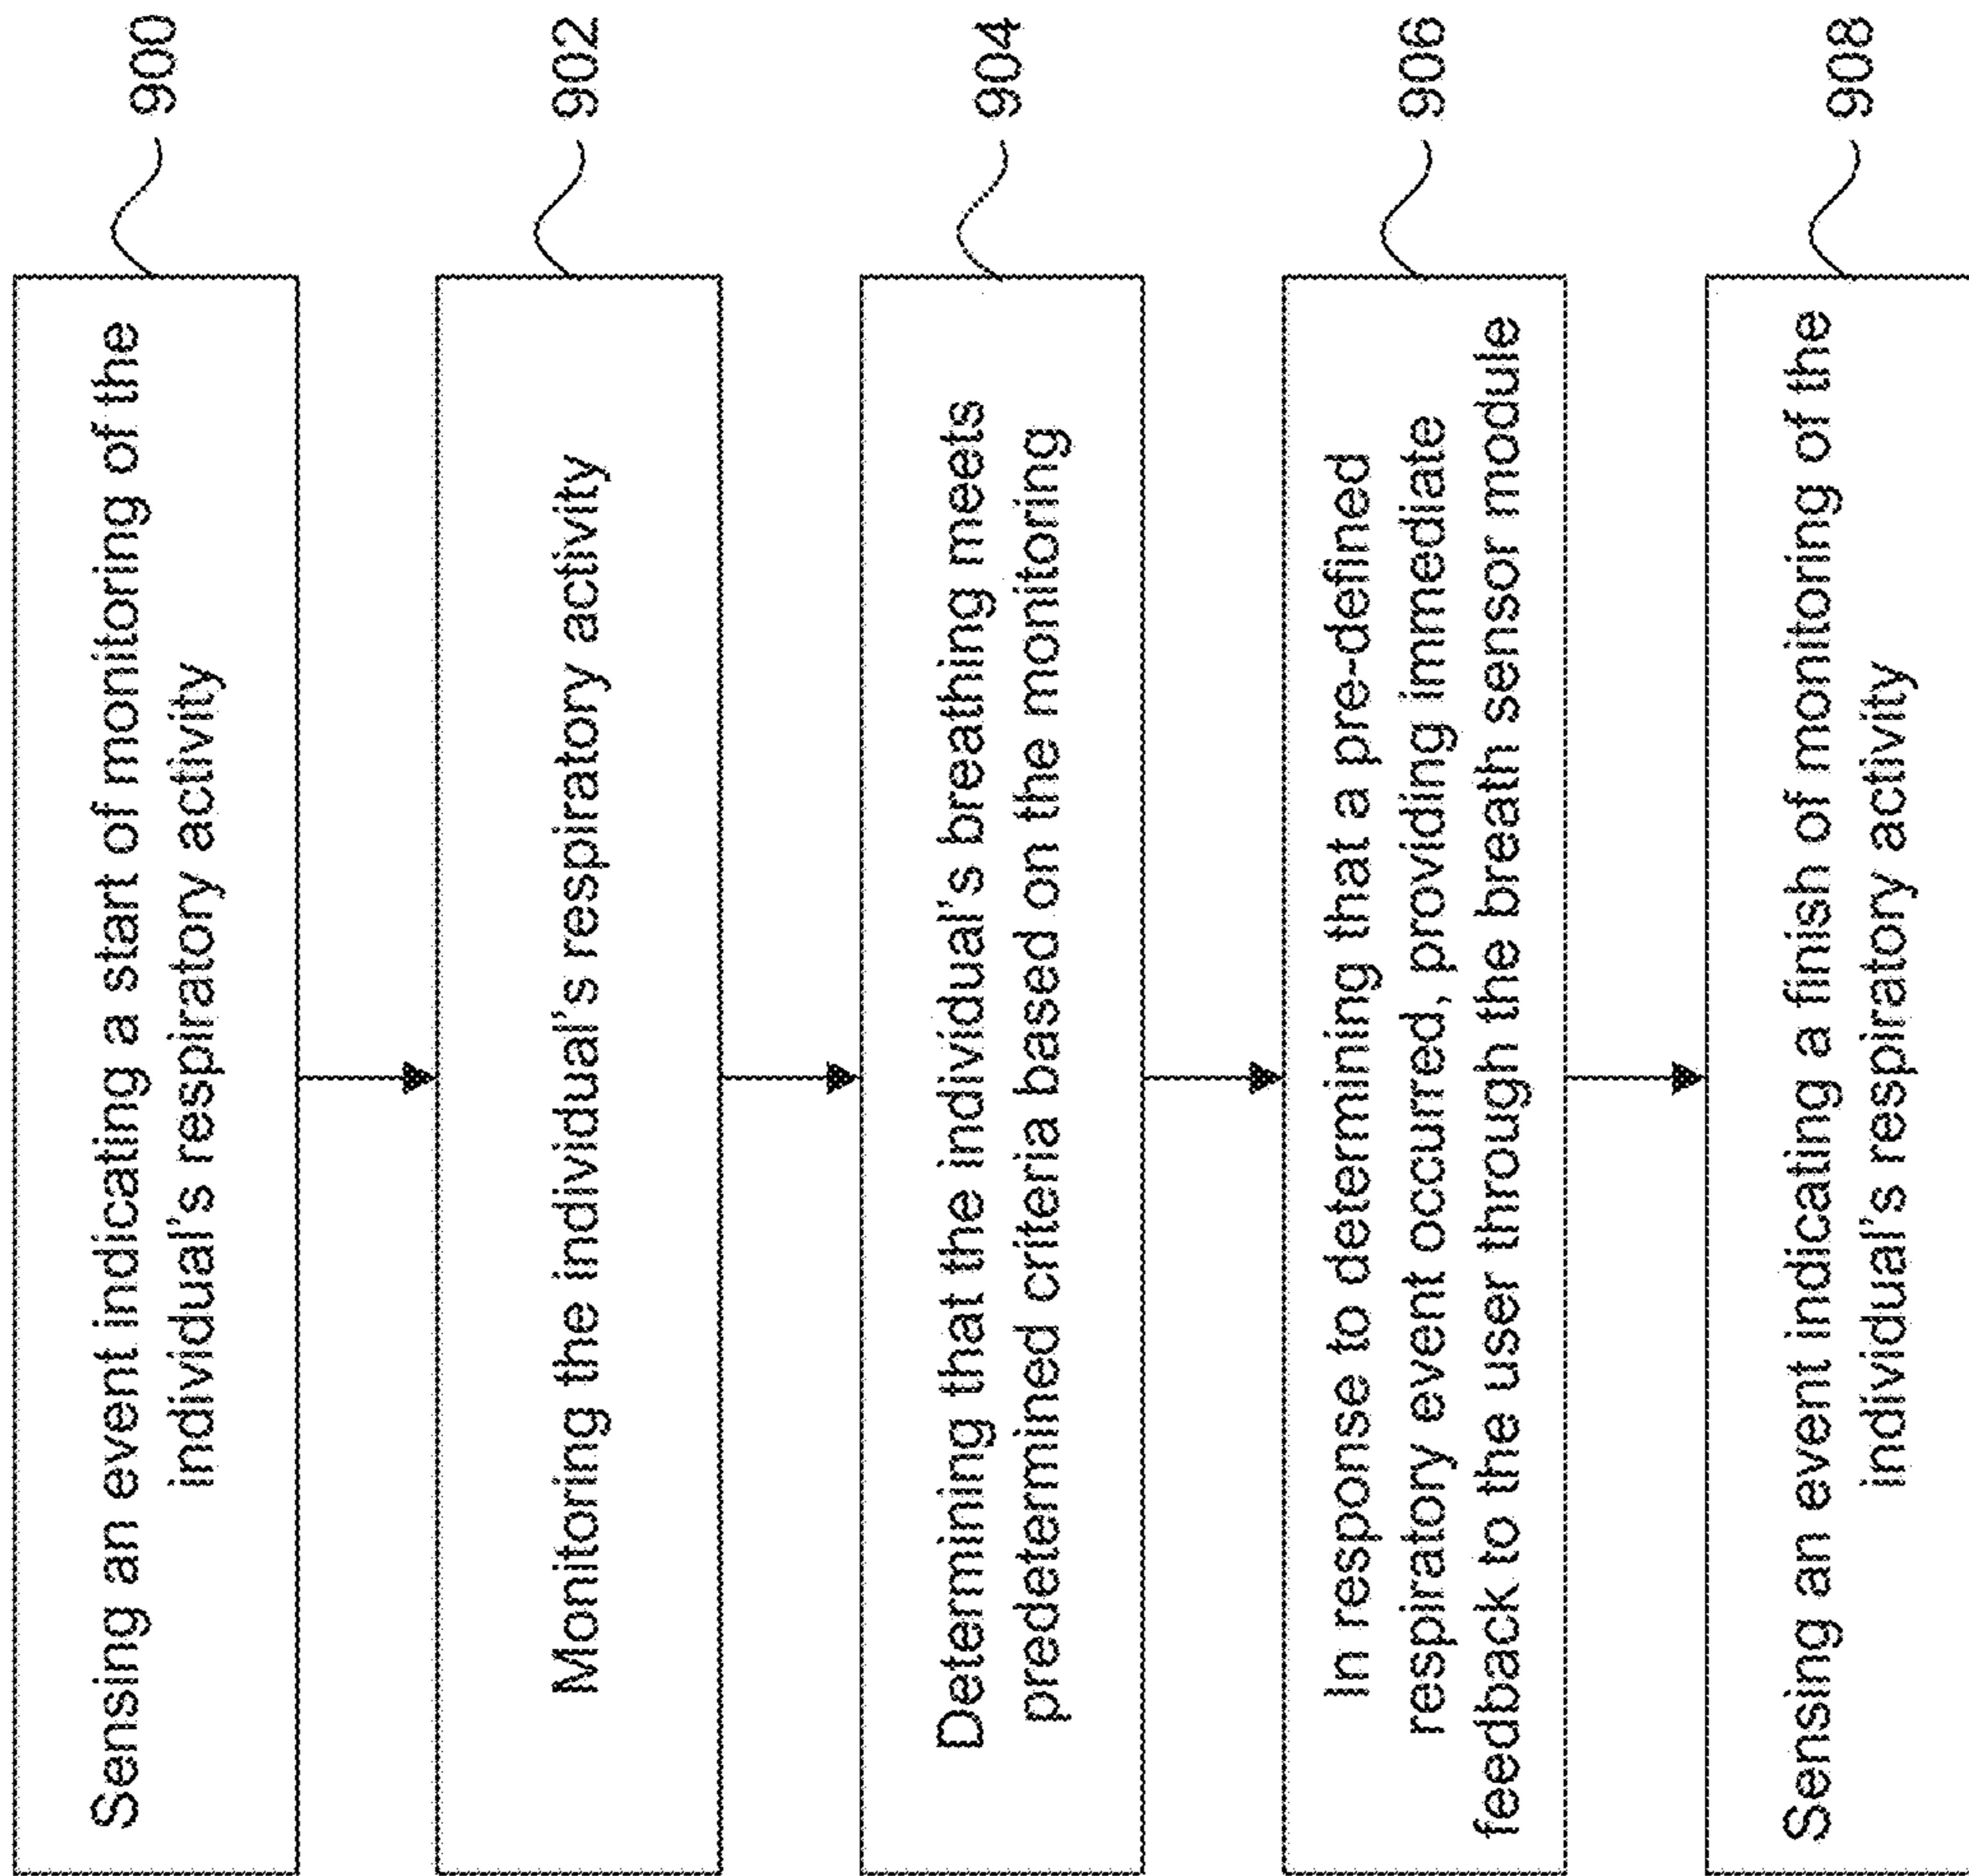 Sensing an event indicating a start of monitoring of the
individual's respiratory activity
900
Monitoring the individual's respiratory activity
902
Determining that the individual's breathing meets
predetermined criteria based on the monitoring
904
In response to determining that a pre-defined
respiratory event occurred, providing immediate
feedback to the user through the breath sensor module
906
Sensing an event indicating a finish of monitoring of the
individual's respiratory activity
908